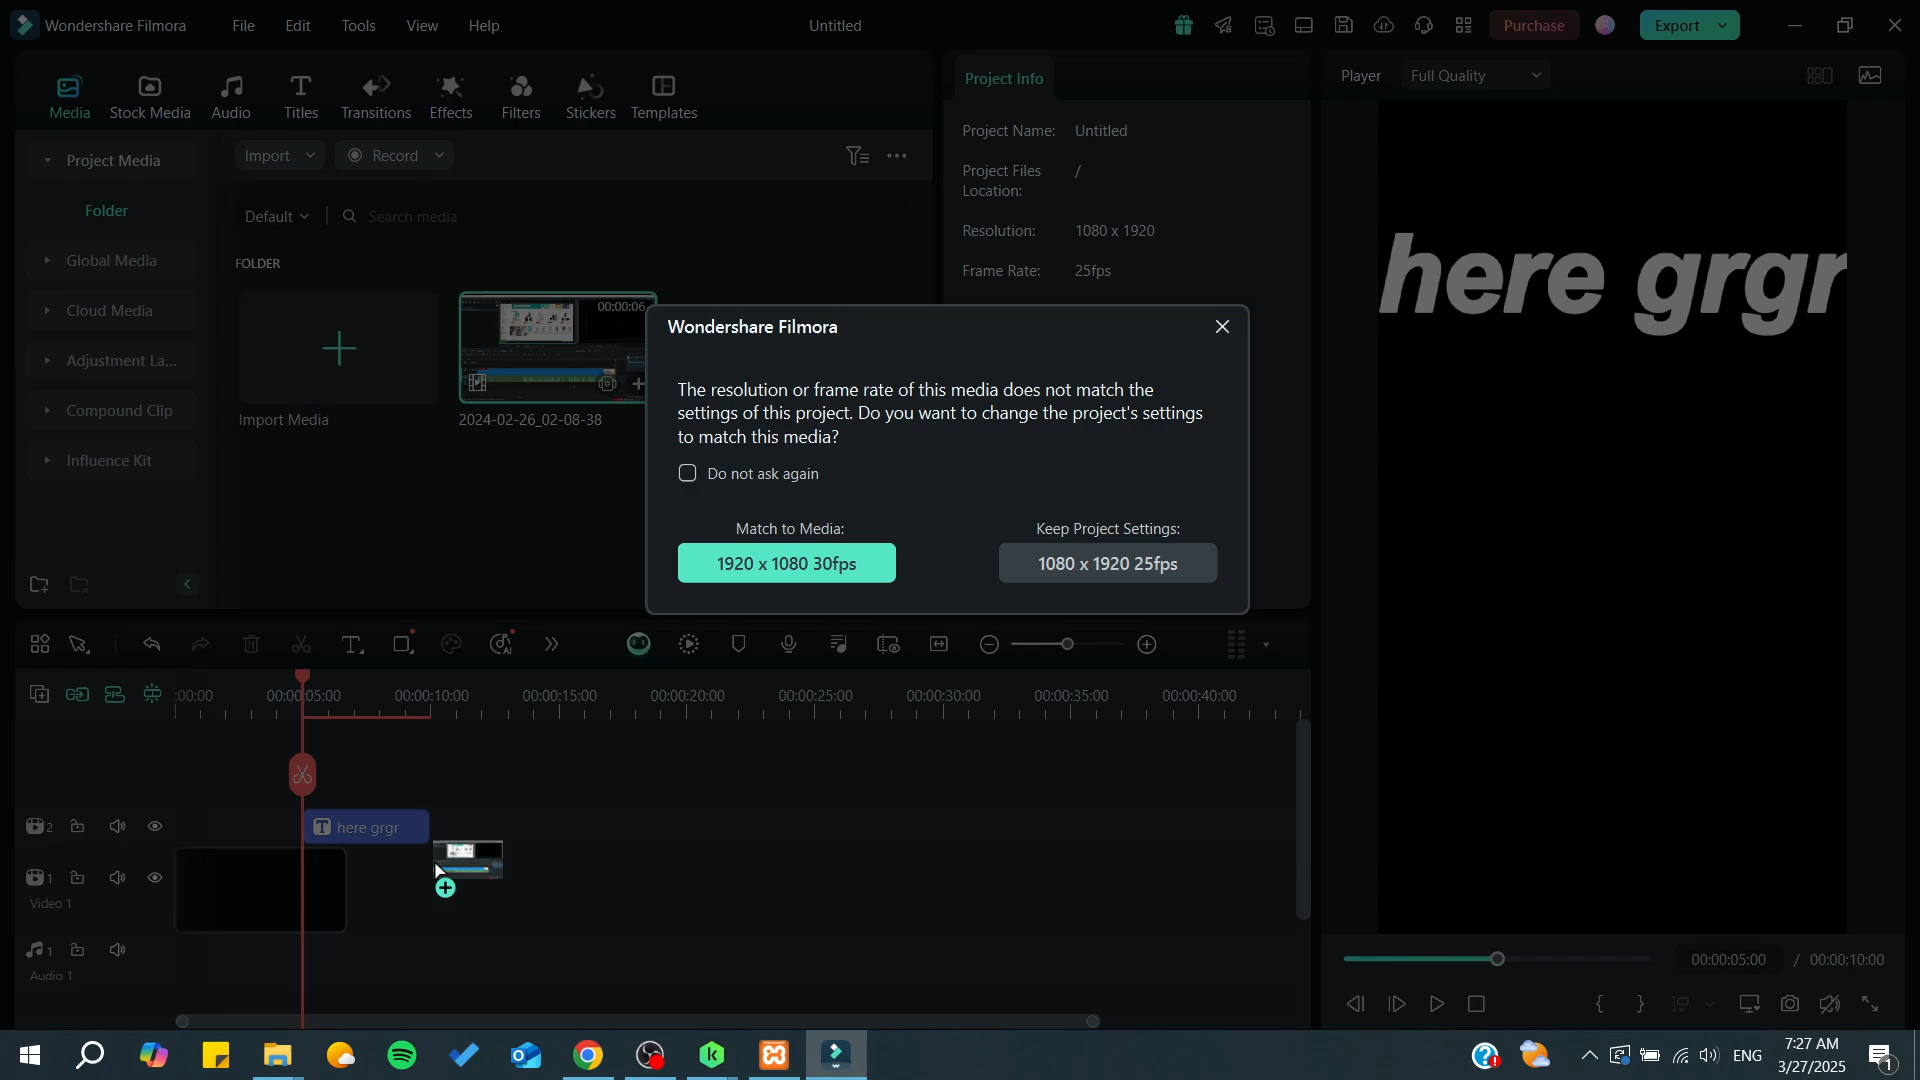 Wondershare Filmora
File
Edit
Tools
View
Help
Untitled
Purchase
Export
Media
Stock Media
Audio
Titles
Transitions
Effects
Filters
Stickers
Templates
Project Media
Folder
Global Media
Cloud Media
Adjustment La...
Compound Clip
Influence Kit
Import
Record
Default
Search media
FOLDER
Import Media
00:00:06
2024-02-26_02-08-38
Project Info
Project Name: Untitled
Project Files
Location: /
Resolution: 1080 x 1920
Frame Rate: 25fps
Player
Full Quality
here grgr
Wondershare Filmora
The resolution or frame rate of this media does not match the
settings of this project. Do you want to change the project's settings
to match this media?
Do not ask again
Match to Media:
1920 x 1080 30fps
Keep Project Settings:
1080 x 1920 25fps
:00:00
00:00:05:00
00:00:10:00
00:00:15:00
00:00:20:00
00:00:25:00
00:00:30:00
00:00:35:00
00:00:40:00
2
here grgr
1
Video 1
1
Audio 1
00:00:05:00 / 00:00:10:00
ENG
7:27 AM
3/27/2025
1